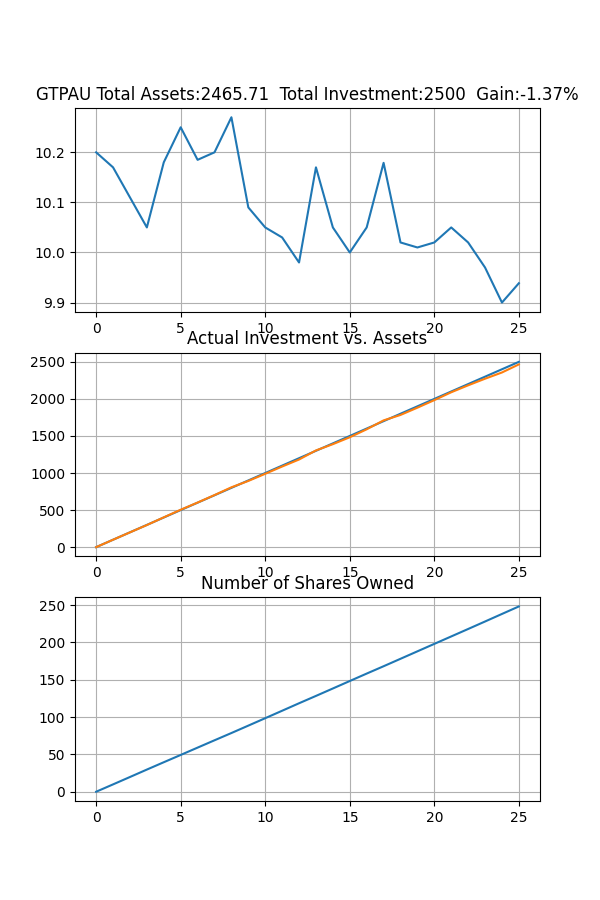 GTPAU Total Assets:2465.71  Total Investment:2500  Gain:-1.37%
10.2
10.1
10.0
9.9
0 5 10 15 20 25
Actual Investment vs. Assets
2500
2000
1500
1000
500
0
0 5 10 15 20 25
Number of Shares Owned
250
200
150
100
50
0
0 5 10 15 20 25